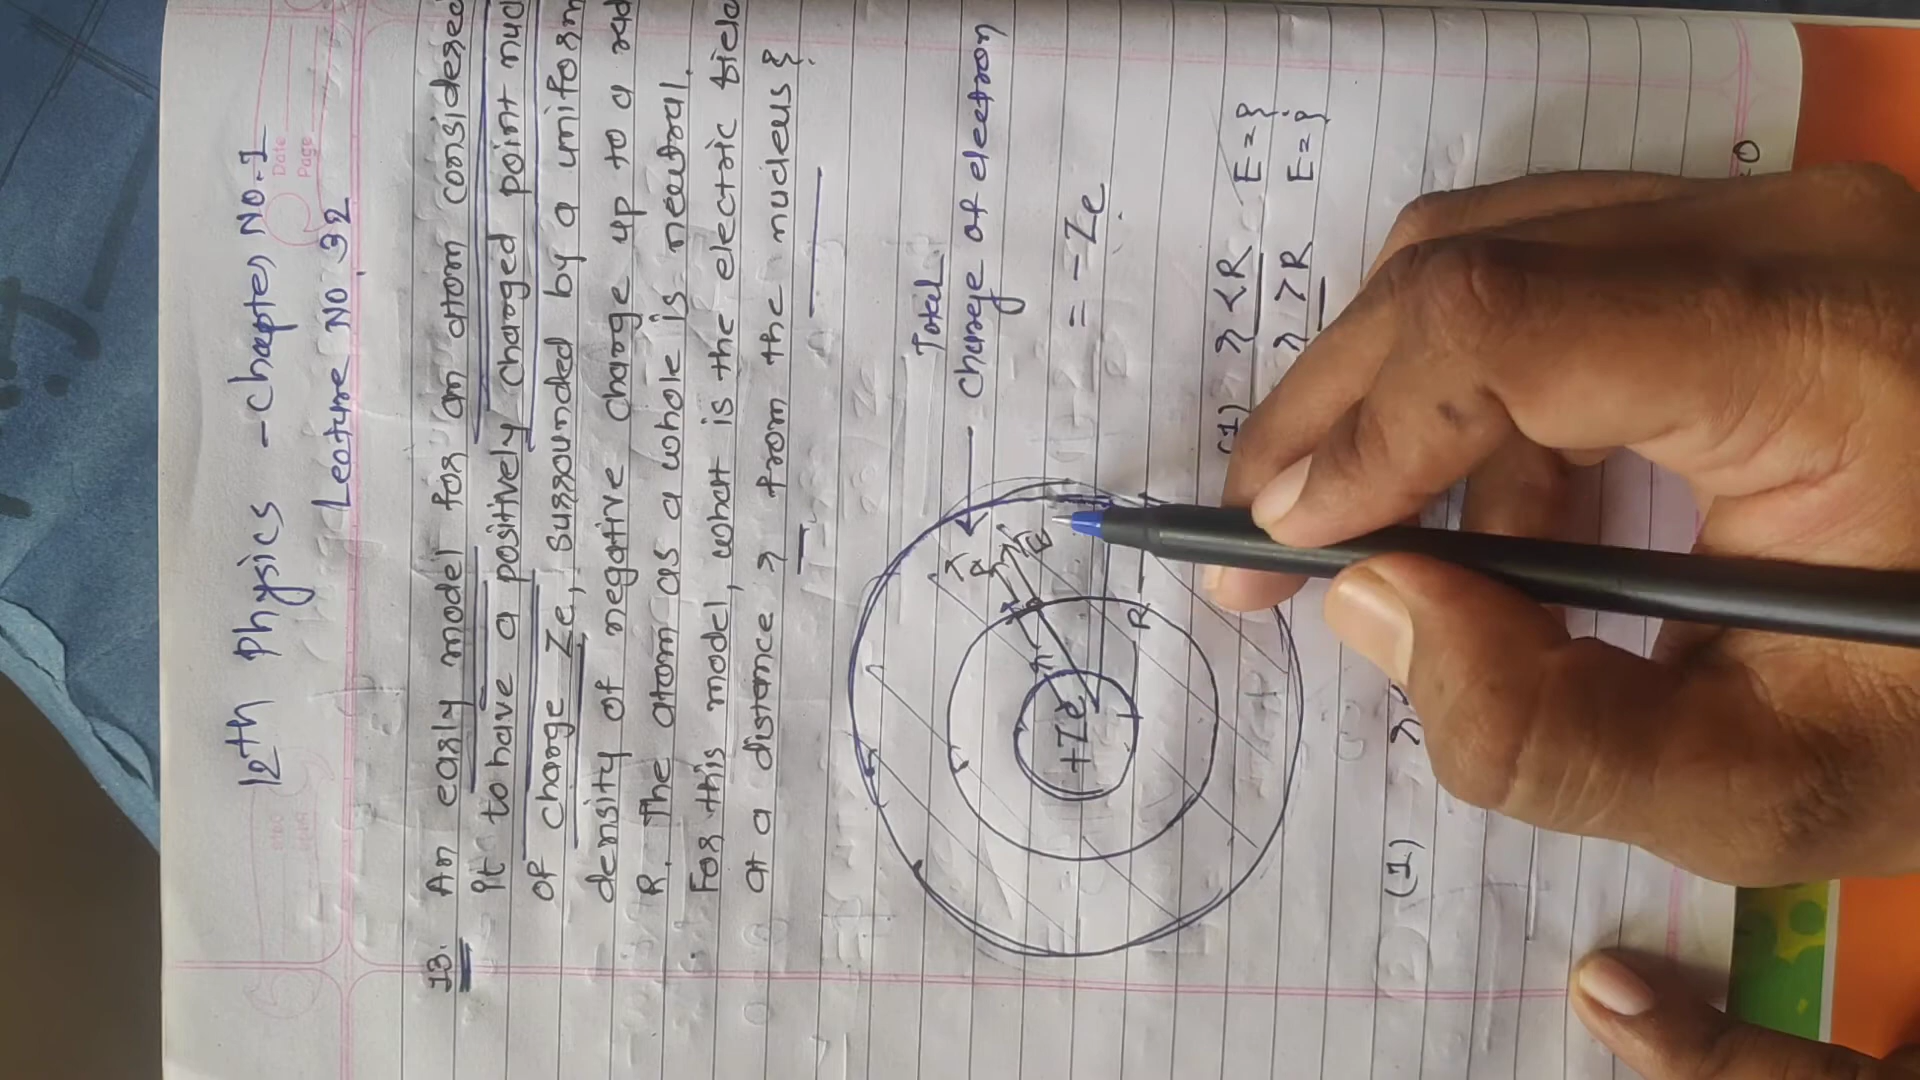 Date
Page
12th Physics - Chapter No-1
Lecture No. 32
13. An early model for an atom considered
it to have a positively charged point nuc
of charge Ze, surrounded by a uniform
density of negative charge up to a rad
R. The atom as a whole is neutral.
For this model, what is the electric field
at a distance r from the nucleus?
Total
charge of electron
= -Ze
+Ze
r
R
(1) r < R E = ?
r > R E = ?
(1)